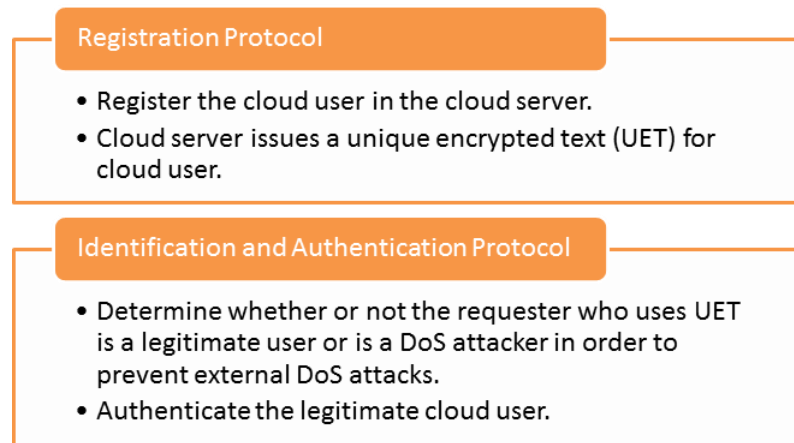 Registration Protocol
• Register the cloud user in the cloud server.
• Cloud server issues a unique encrypted text (UET) for
cloud user.
Identification and Authentication Protocol
• Determine whether or not the requester who uses UET
is a legitimate user or is a DoS attacker in order to
prevent external DoS attacks.
• Authenticate the legitimate cloud user.